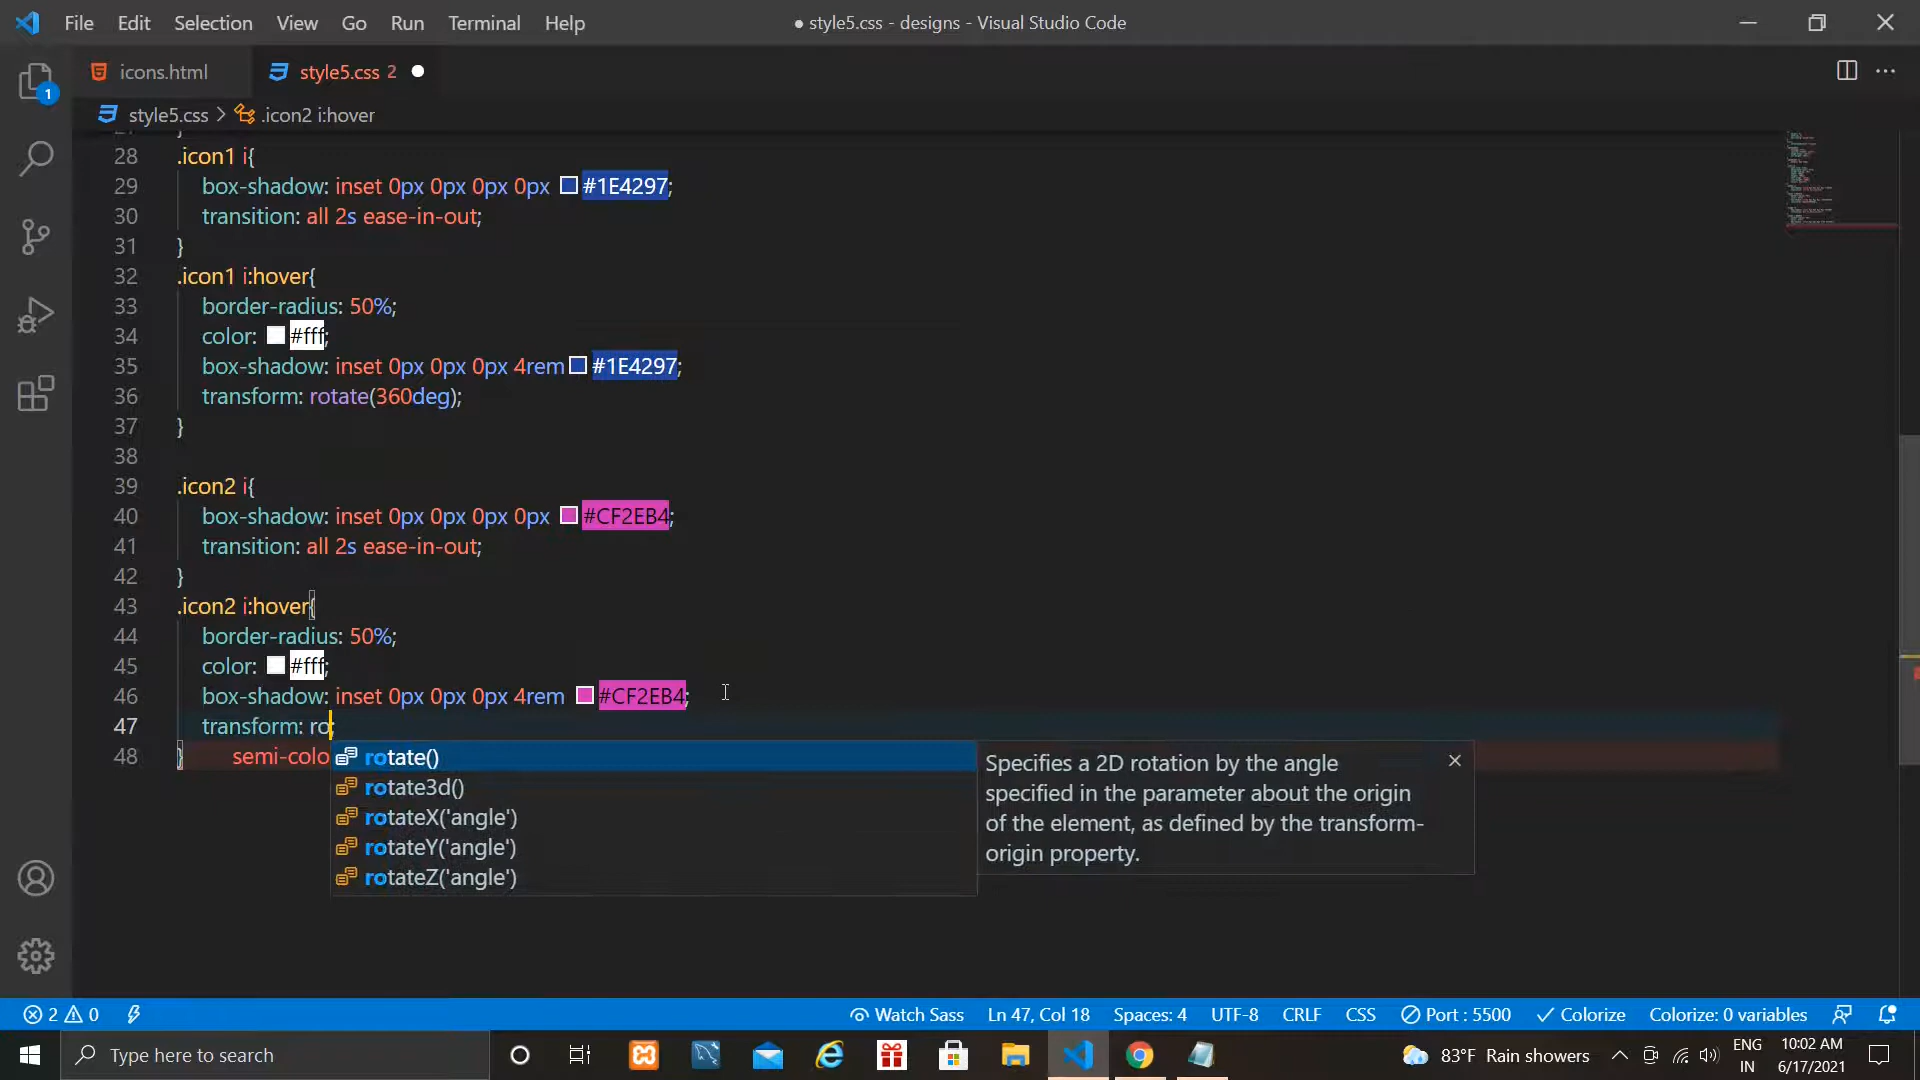 File Edit Selection View Go Run Terminal Help
● style5.css - designs - Visual Studio Code
icons.html
style5.css 2
1
style5.css > .icon2 i:hover
28 .icon1 i{
29 box-shadow: inset 0px 0px 0px 0px #1E4297;
30 transition: all 2s ease-in-out;
31 }
32 .icon1 i:hover{
33 border-radius: 50%;
34 color: #fff;
35 box-shadow: inset 0px 0px 0px 4rem #1E4297;
36 transform: rotate(360deg);
37 }
38
39 .icon2 i{
40 box-shadow: inset 0px 0px 0px 0px #CF2EB4;
41 transition: all 2s ease-in-out;
42 }
43 .icon2 i:hover{
44 border-radius: 50%;
45 color: #fff;
46 box-shadow: inset 0px 0px 0px 4rem #CF2EB4;
47 transform: ro;
48 } semi-colo
rotate()
rotate3d()
rotateX('angle')
rotateY('angle')
rotateZ('angle')
Specifies a 2D rotation by the angle
specified in the parameter about the origin
of the element, as defined by the transform-
origin property.
2 0
Watch Sass Ln 47, Col 18 Spaces: 4 UTF-8 CRLF CSS Port : 5500 Colorize Colorize: 0 variables
Type here to search
83°F Rain showers
ENG
IN
10:02 AM
6/17/2021